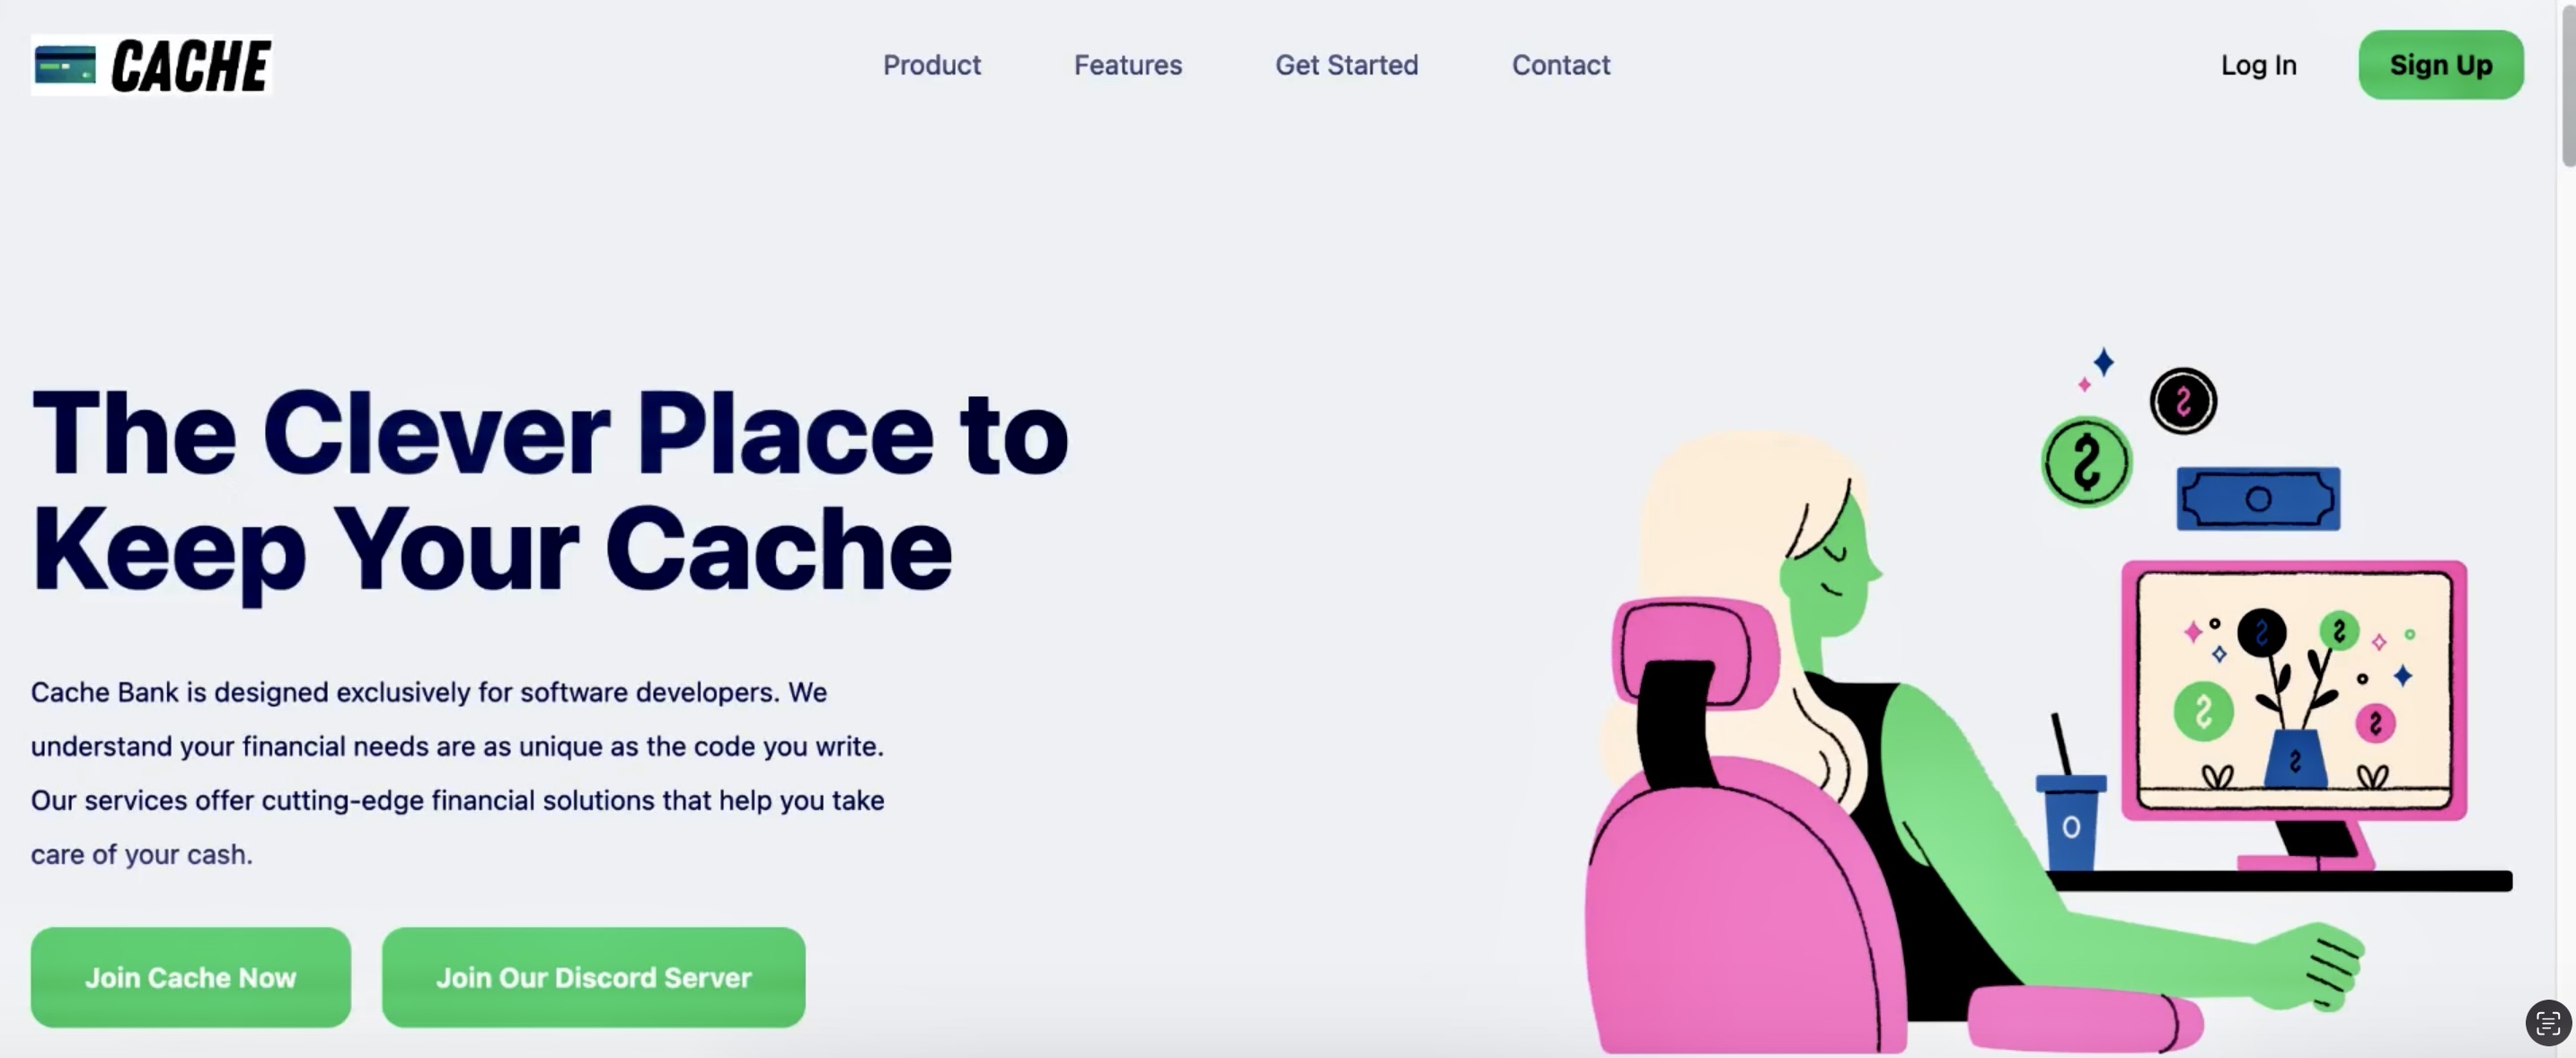 CACHE
Product
Features
Get Started
Contact
Log In
Sign Up
The Clever Place to
Keep Your Cache
Cache Bank is designed exclusively for software developers. We
understand your financial needs are as unique as the code you write.
Our services offer cutting-edge financial solutions that help you take
care of your cash.
Join Cache Now
Join Our Discord Server